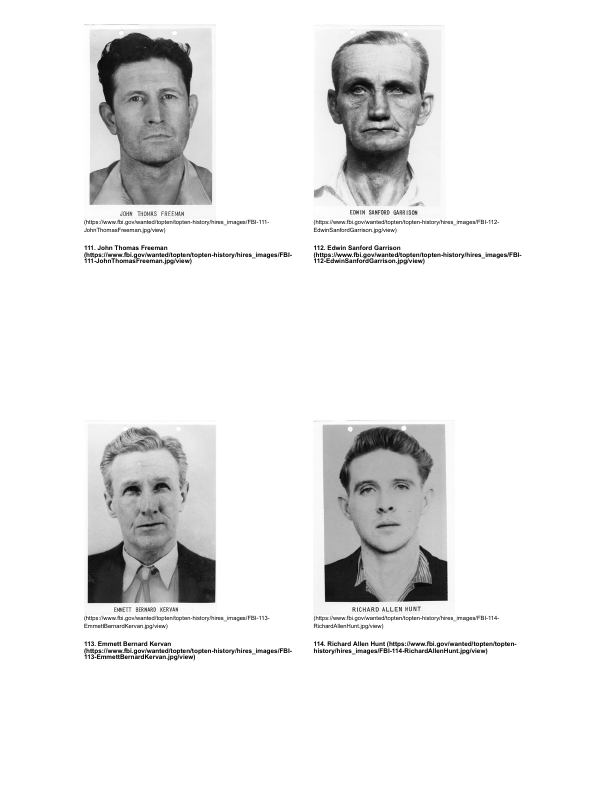 JOHN THOMAS FREEMAN
(https://www.fbi.gov/wanted/topten/topten-history/hires_images/FBI-111-
JohnThomasFreeman.jpg/view)
111. John Thomas Freeman
(https://www.fbi.gov/wanted/topten/topten-history/hires_images/FBI-
111-JohnThomasFreeman.jpg/view)
EDWIN SANFORD GARRISON
(https://www.fbi.gov/wanted/topten/topten-history/hires_images/FBI-112-
EdwinSanfordGarrison.jpg/view)
112. Edwin Sanford Garrison
(https://www.fbi.gov/wanted/topten/topten-history/hires_images/FBI-
112-EdwinSanfordGarrison.jpg/view)
EMMETT BERNARD KERVAN
(https://www.fbi.gov/wanted/topten/topten-history/hires_images/FBI-113-
EmmettBernardKervan.jpg/view)
113. Emmett Bernard Kervan
(https://www.fbi.gov/wanted/topten/topten-history/hires_images/FBI-
113-EmmettBernardKervan.jpg/view)
RICHARD ALLEN HUNT
(https://www.fbi.gov/wanted/topten/topten-history/hires_images/FBI-114-
RichardAllenHunt.jpg/view)
114. Richard Allen Hunt (https://www.fbi.gov/wanted/topten/topten-
history/hires_images/FBI-114-RichardAllenHunt.jpg/view)